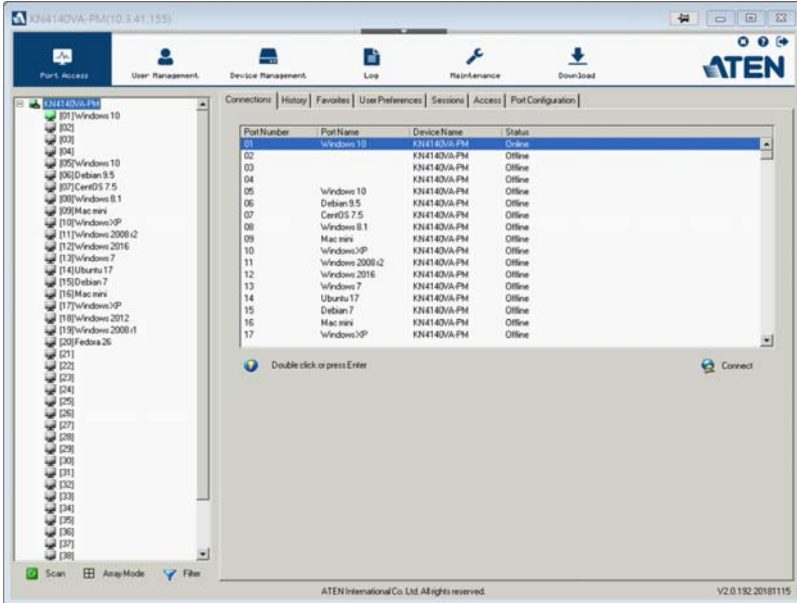 KN4140VA-PM(10.3.41.155)
Port Access
User Management
Device Management
Log
Maintenance
Download
ATEN
KN4140VA-PM
[01]Windows 10
[02]
[03]
[04]
[05]Windows 10
[06]Debian 9.5
[07]CentOS 7.5
[08]Windows 8.1
[09]Mac mini
[10]Windows XP
[11]Windows 2008 r2
[12]Windows 2016
[13]Windows 7
[14]Ubuntu 17
[15]Debian 7
[16]Mac mini
[17]Windows XP
[18]Windows 2012
[19]Windows 2008 r1
[20]Fedora 26
[21]
[22]
[23]
[24]
[25]
[26]
[27]
[28]
[29]
[30]
[31]
[32]
[33]
[34]
[35]
[36]
[37]
[38]
Scan Array Mode Filter
Connections History Favorites User Preferences Sessions Access Port Configuration
Port Number Port Name Device Name Status
01 Windows 10 KN4140VA-PM Online
02 KN4140VA-PM Offline
03 KN4140VA-PM Offline
04 KN4140VA-PM Offline
05 Windows 10 KN4140VA-PM Offline
06 Debian 9.5 KN4140VA-PM Offline
07 CentOS 7.5 KN4140VA-PM Offline
08 Windows 8.1 KN4140VA-PM Offline
09 Mac mini KN4140VA-PM Offline
10 Windows XP KN4140VA-PM Offline
11 Windows 2008 r2 KN4140VA-PM Offline
12 Windows 2016 KN4140VA-PM Offline
13 Windows 7 KN4140VA-PM Offline
14 Ubuntu 17 KN4140VA-PM Offline
15 Debian 7 KN4140VA-PM Offline
16 Mac mini KN4140VA-PM Offline
17 Windows XP KN4140VA-PM Offline
Double click or press Enter
Connect
ATEN International Co. Ltd. All rights reserved.
V2.0.192.20181115